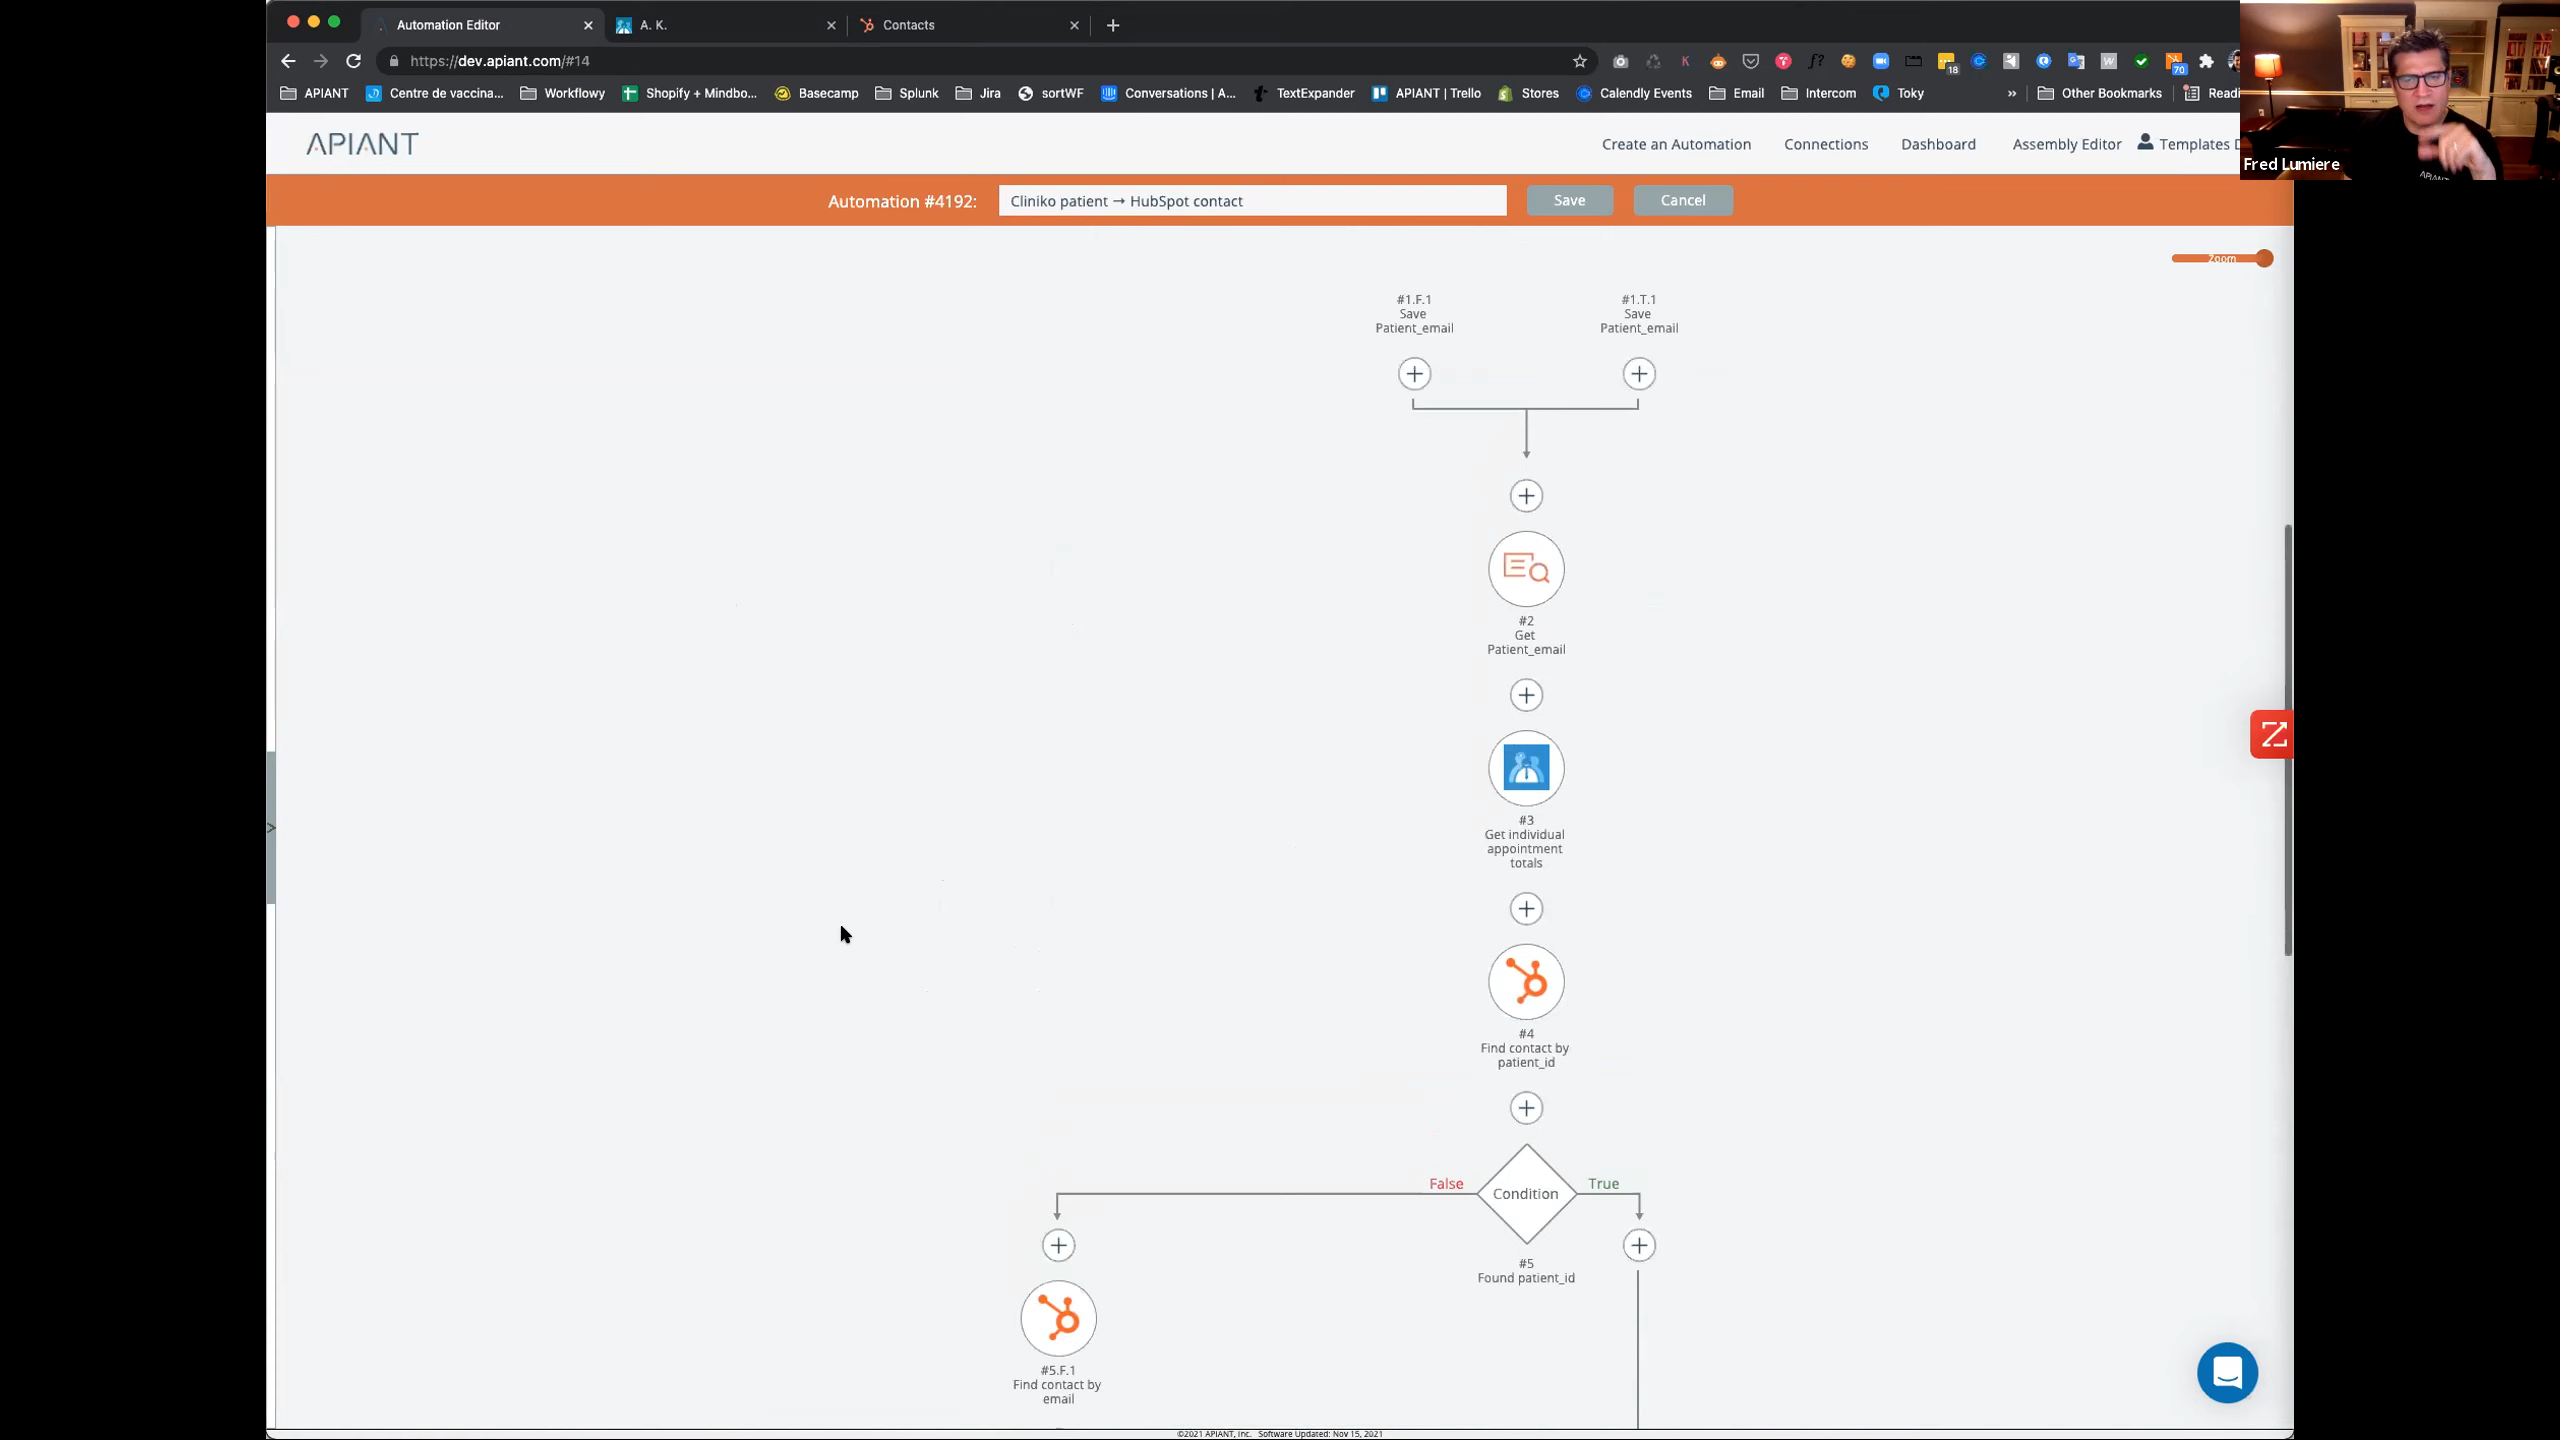 Automation Editor
A. K.
Contacts
https://dev.apiant.com/#14
K
f?
W
18
70
APIANT
Centre de vaccina...
Workflowy
Shopify + Mindbo...
Basecamp
Splunk
Jira
sortWF
Conversations | A...
TextExpander
APIANT | Trello
Stores
Calendly Events
Email
Intercom
Toky
»
Other Bookmarks
Readi
APIANT
Create an Automation
Connections
Dashboard
Assembly Editor
Templates D
APIANT
Fred Lumiere
Automation #4192:
Cliniko patient → HubSpot contact
Save
Cancel
Zoom
#1.F.1
Save
Patient_email
#1.T.1
Save
Patient_email
#2
Get
Patient_email
#3
Get individual
appointment
totals
#4
Find contact by
patient_id
False
Condition
True
#5
Found patient_id
#5.F.1
Find contact by
email
©2021 APIANT, Inc. Software Updated: Nov 15, 2021